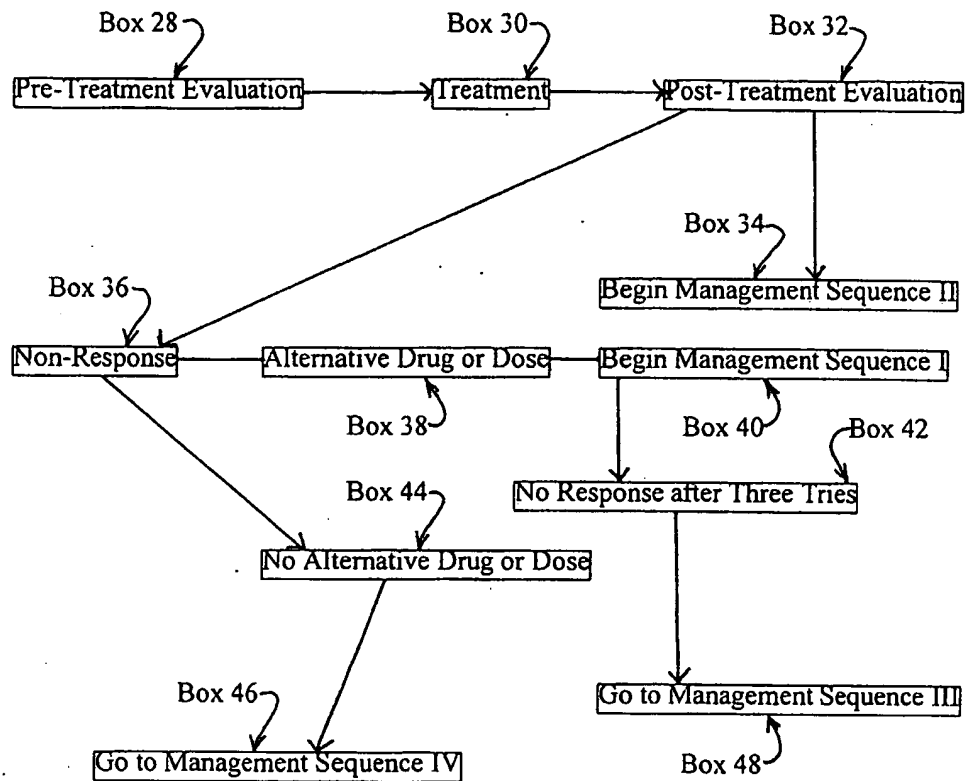 Box 28
Box 30
Box 32
Pre-Treatment Evaluation
Treatment
Post-Treatment Evaluation
Box 34
Begin Management Sequence II
Box 36
Non-Response
Alternative Drug or Dose
Begin Management Sequence I
Box 38
Box 40
Box 42
Box 44
No Response after Three Tries
No Alternative Drug or Dose
Box 46
Go to Management Sequence III
Go to Management Sequence IV
Box 48